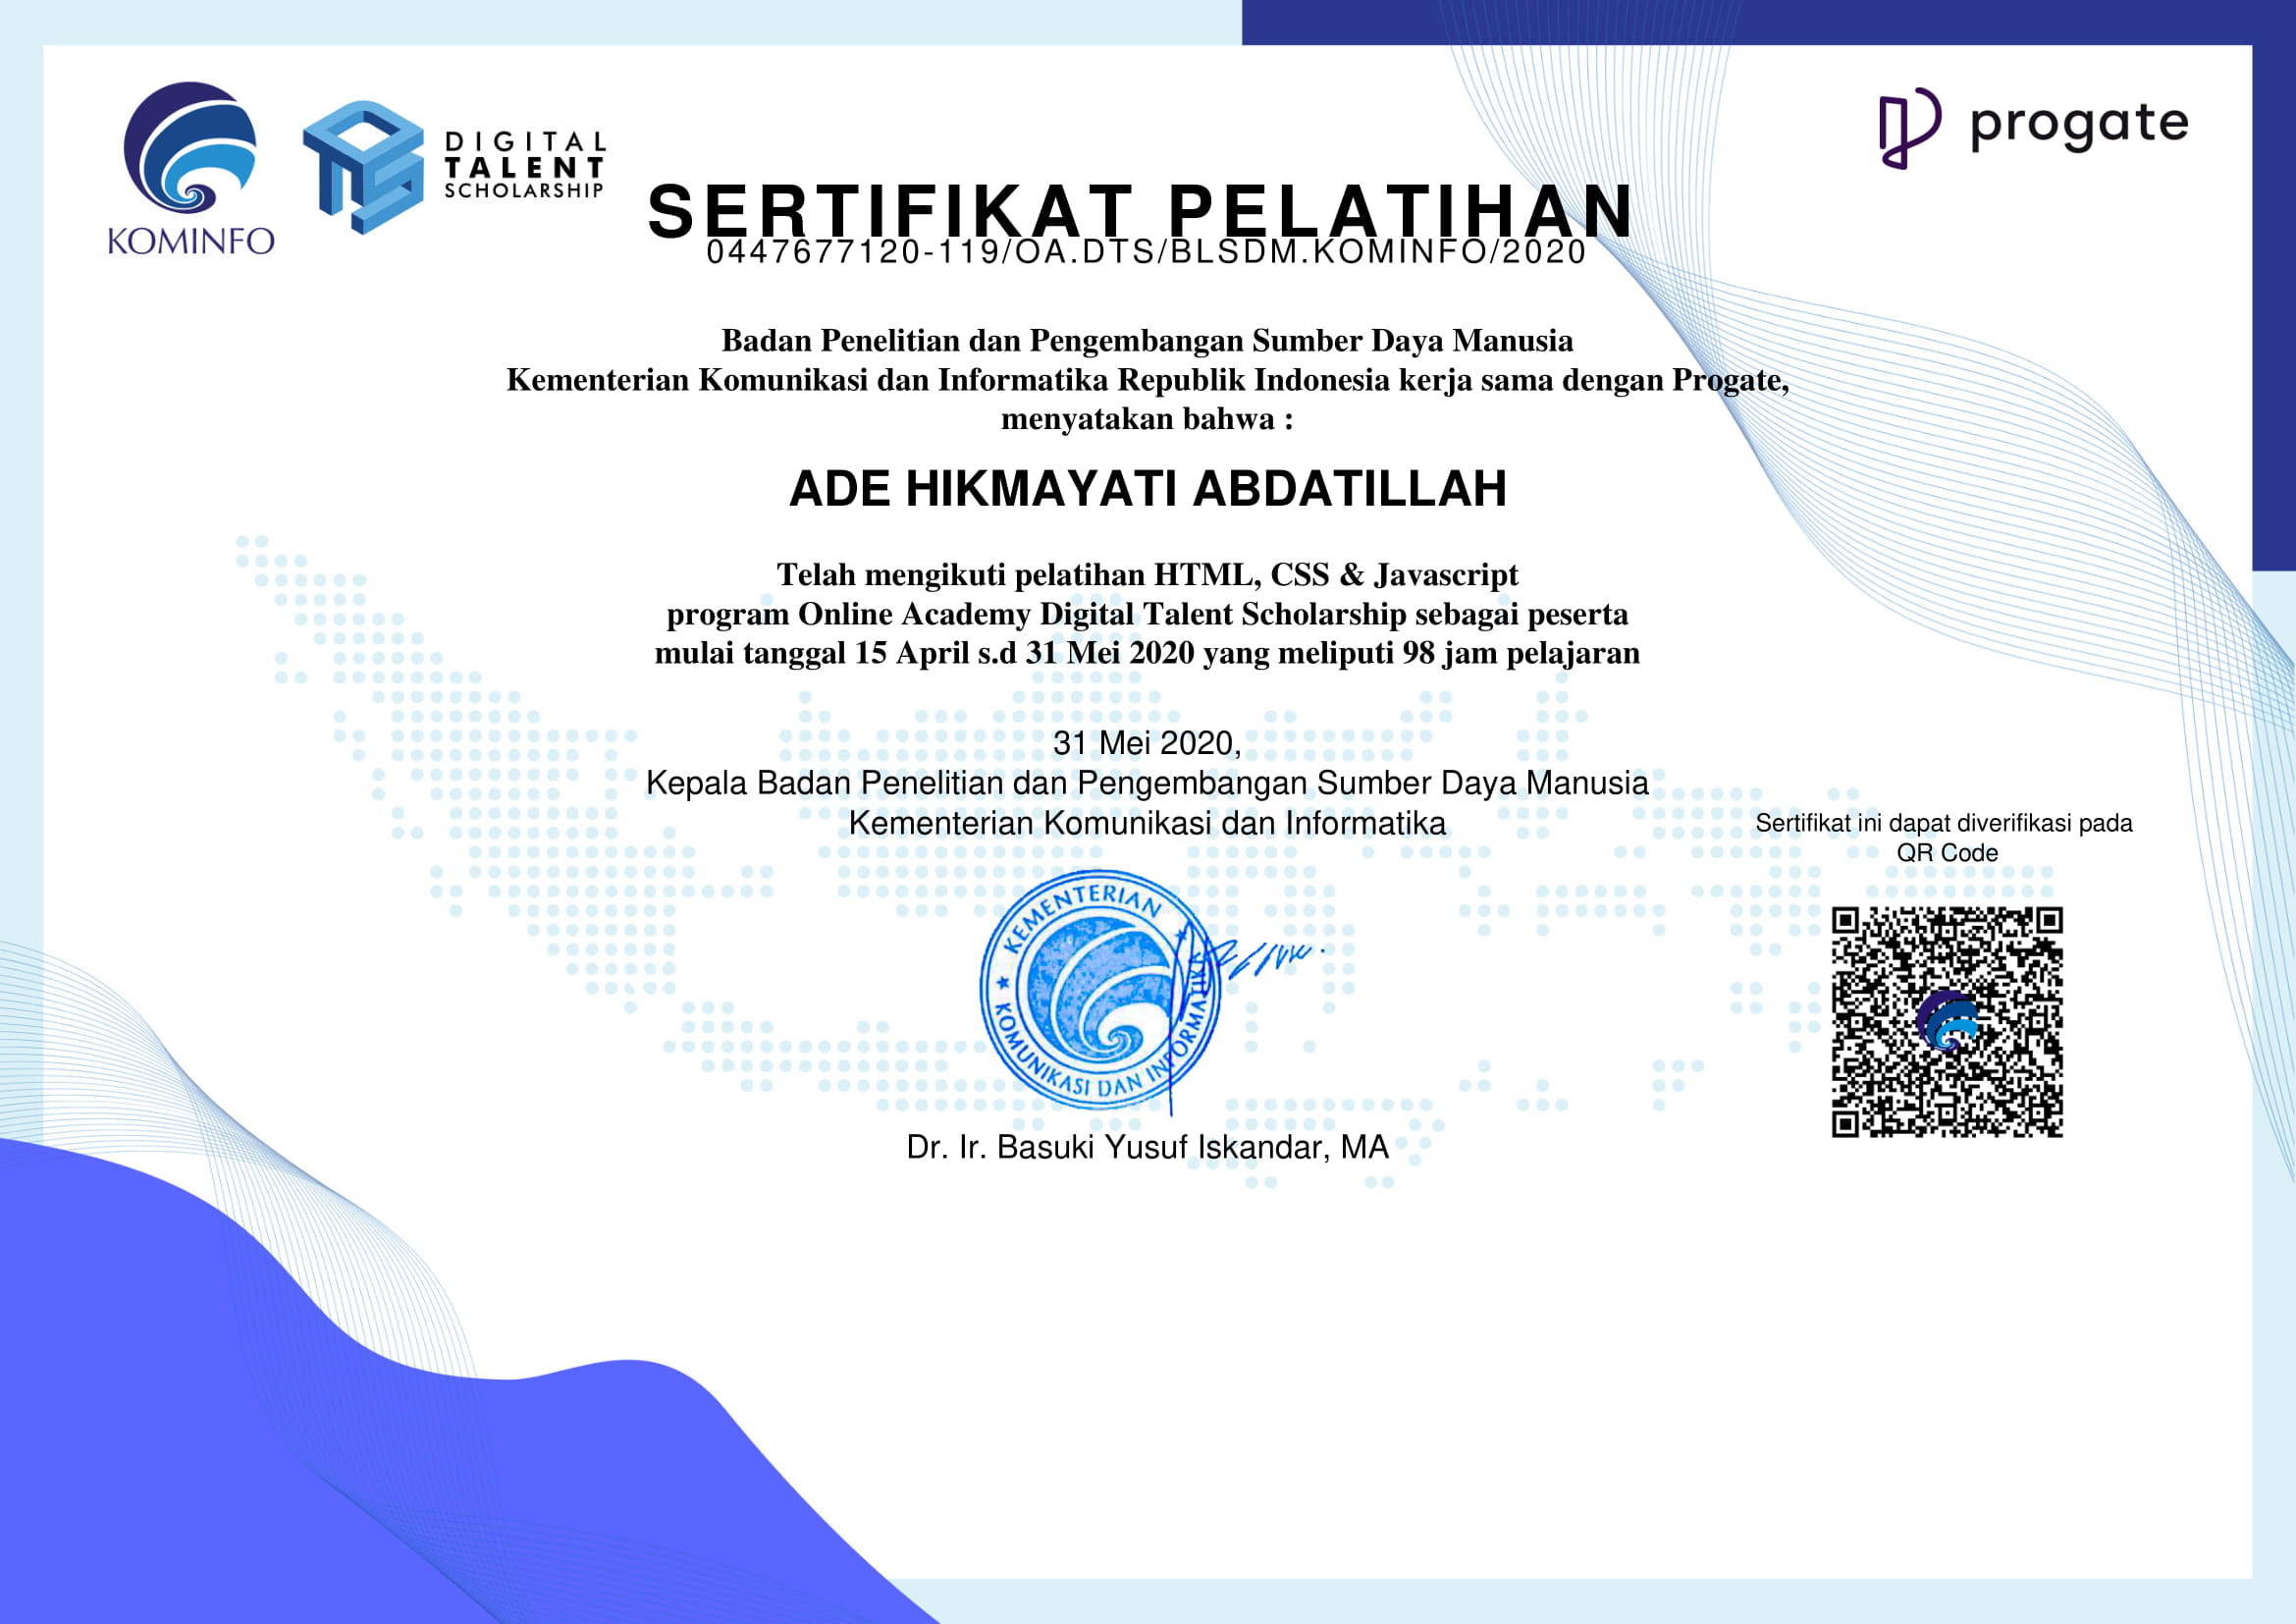 KOMINFO
DIGITAL
TALENT
SCHOLARSHIP
progate
SERTIFIKAT PELATIHAN
0447677120-119/OA.DTS/BLSDM.KOMINFO/2020
Badan Penelitian dan Pengembangan Sumber Daya Manusia
Kementerian Komunikasi dan Informatika Republik Indonesia kerja sama dengan Progate,
menyatakan bahwa :
ADE HIKMAYATI ABDATILLAH
Telah mengikuti pelatihan HTML, CSS & Javascript
program Online Academy Digital Talent Scholarship sebagai peserta
mulai tanggal 15 April s.d 31 Mei 2020 yang meliputi 98 jam pelajaran
31 Mei 2020,
Kepala Badan Penelitian dan Pengembangan Sumber Daya Manusia
Kementerian Komunikasi dan Informatika
KEMENTERIAN
KOMUNIKASI DAN INFORMATIKA
Dr. Ir. Basuki Yusuf Iskandar, MA
Sertifikat ini dapat diverifikasi pada
QR Code